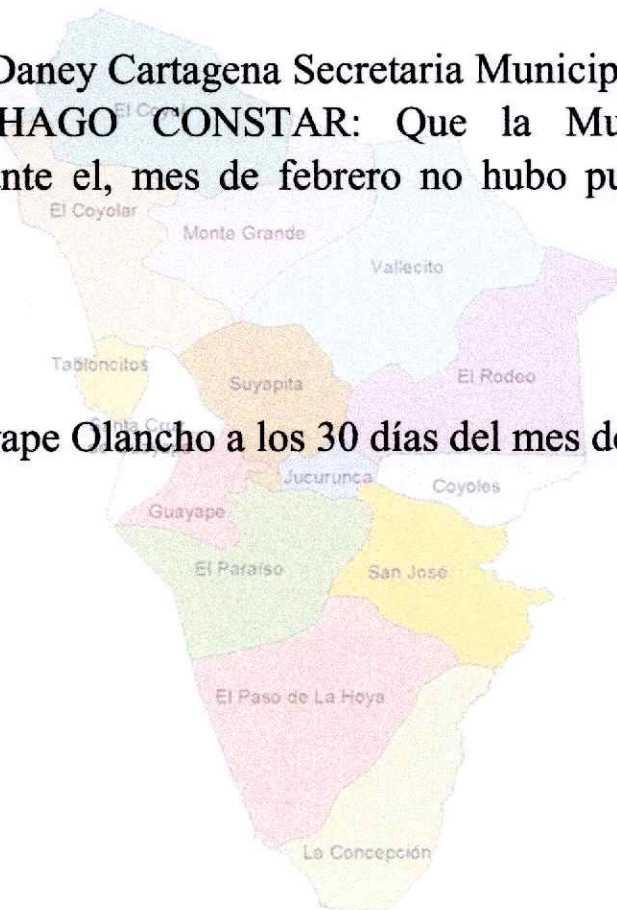 Daney Cartagena Secretaria Municip
HAGO CONSTAR: Que la Mu
nte el, mes de febrero no hubo pu
El Coyolar
Monte Grande
Vallecito
Tabloncitos
Suyapita
El Rodeo
Santa Cruz
ape Olancho a los 30 días del mes de
Jucurunca
Coyoles
Guayape
El Paraíso
San José
El Paso de La Hoya
La Concepción